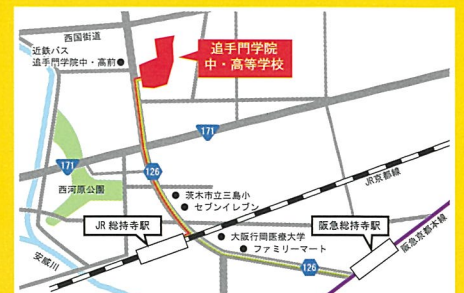 西国街道
近鉄バス
追手門学院中・高前
追手門学院
中・高等学校
171
171
126
西河原公園
茨木市立三島小
セブンイレブン
JR京都線
JR総持寺駅
阪急総持寺駅
大阪行岡医療大学
ファミリーマート
安威川
126
阪急京都本線